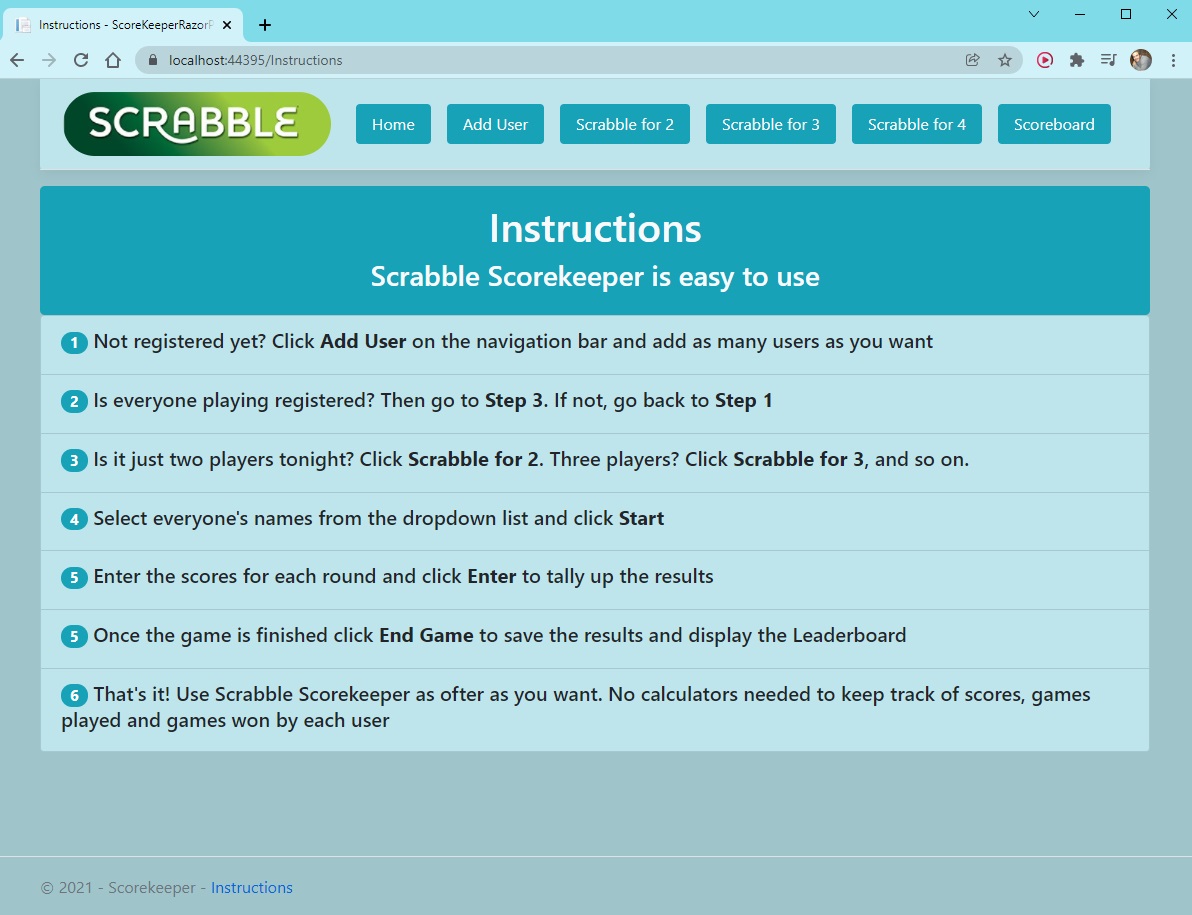 Instructions - ScoreKeeperRazorP
localhost:44395/Instructions
SCRABBLE
Home
Add User
Scrabble for 2
Scrabble for 3
Scrabble for 4
Scoreboard
Instructions
Scrabble Scorekeeper is easy to use
1 Not registered yet? Click Add User on the navigation bar and add as many users as you want
2 Is everyone playing registered? Then go to Step 3. If not, go back to Step 1
3 Is it just two players tonight? Click Scrabble for 2. Three players? Click Scrabble for 3, and so on.
4 Select everyone's names from the dropdown list and click Start
5 Enter the scores for each round and click Enter to tally up the results
5 Once the game is finished click End Game to save the results and display the Leaderboard
6 That's it! Use Scrabble Scorekeeper as ofter as you want. No calculators needed to keep track of scores, games
played and games won by each user
© 2021 - Scorekeeper - Instructions